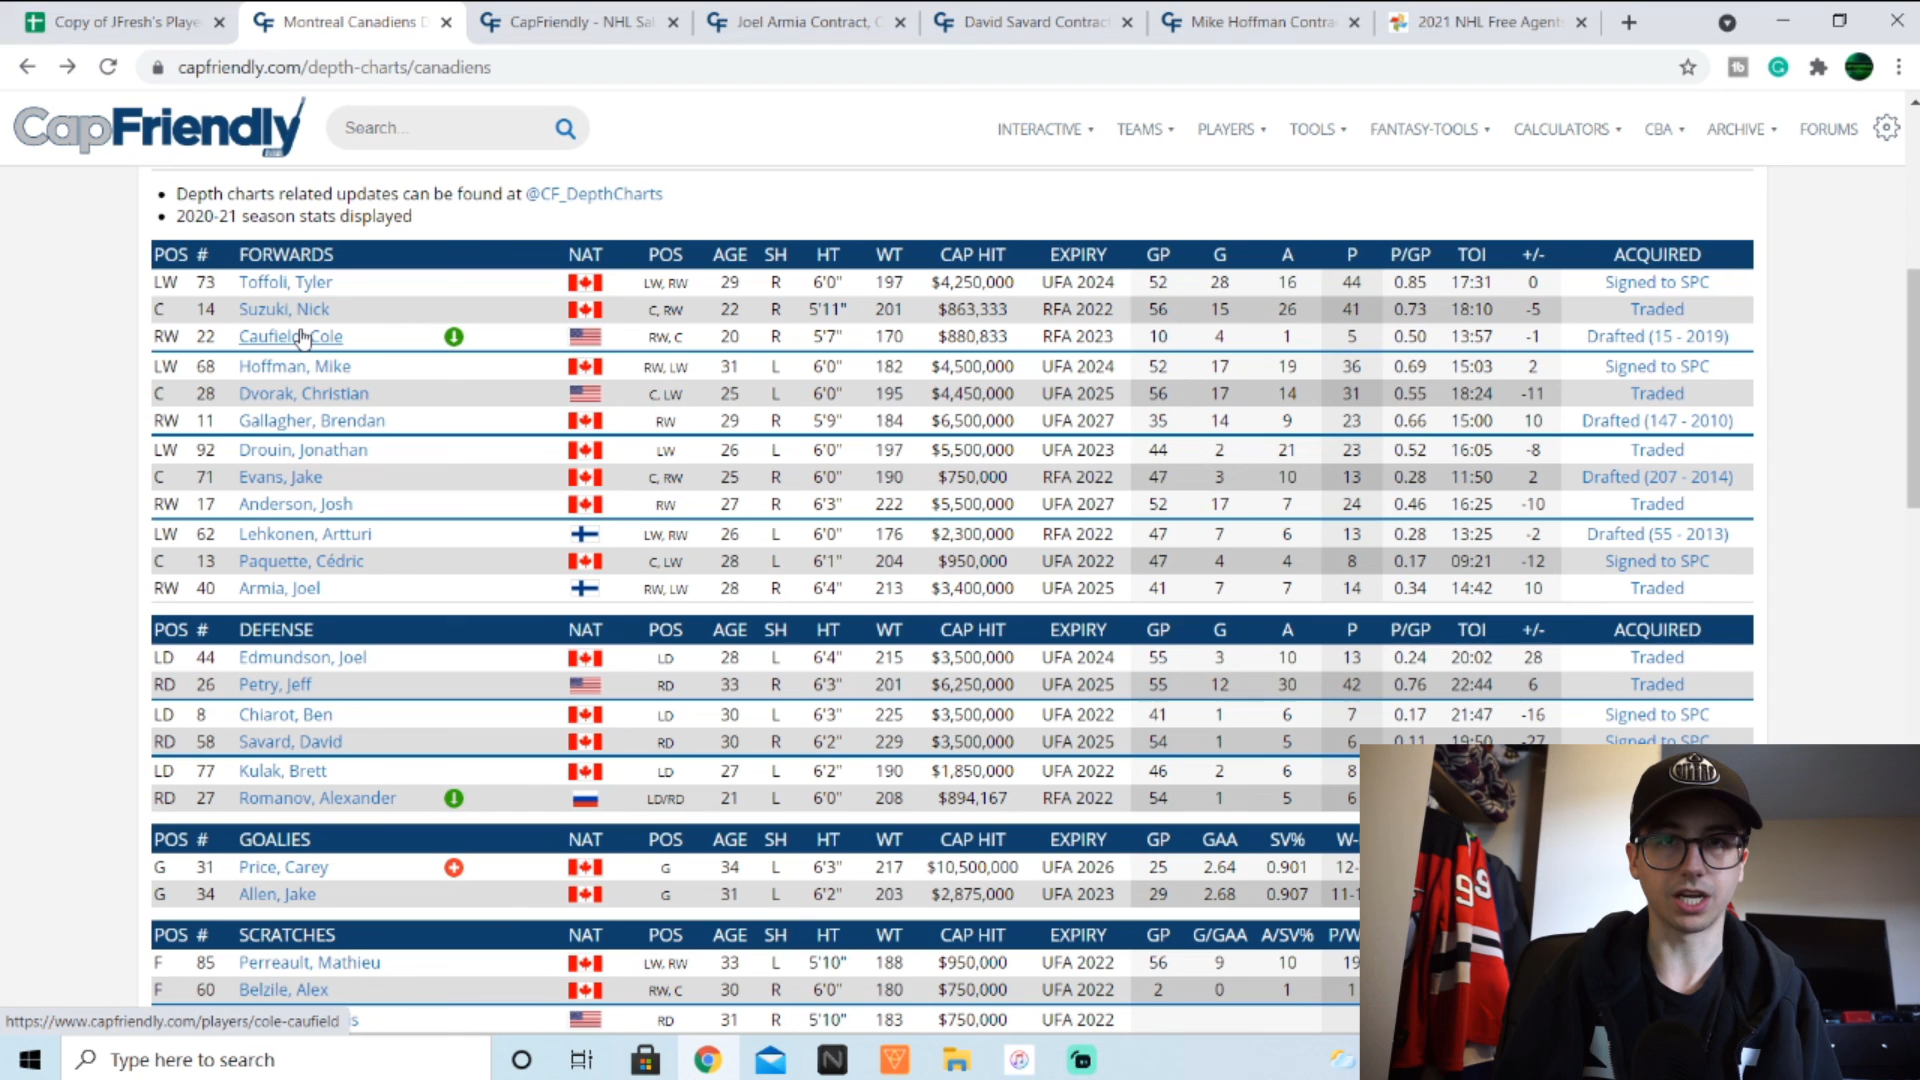 Copy of JFresh's Playe
Montreal Canadiens D
CapFriendly - NHL Sal
Joel Armia Contract, C
David Savard Contract
Mike Hoffman Contra
2021 NHL Free Agent
capfriendly.com/depth-charts/canadiens
CapFriendly
Search...
INTERACTIVE TEAMS PLAYERS TOOLS FANTASY-TOOLS CALCULATORS CBA ARCHIVE FORUMS
Depth charts related updates can be found at @CF_DepthCharts
2020-21 season stats displayed
POS # FORWARDS NAT POS AGE SH HT WT CAP HIT EXPIRY GP G A P P/GP TOI +/- ACQUIRED
LW 73 Toffoli, Tyler LW, RW 29 R 6'0" 197 $4,250,000 UFA 2024 52 28 16 44 0.85 17:31 0 Signed to SPC
C 14 Suzuki, Nick C, RW 22 R 5'11" 201 $863,333 RFA 2022 56 15 26 41 0.73 18:10 -5 Traded
RW 22 Caufield, Cole RW, C 20 R 5'7" 170 $880,833 RFA 2023 10 4 1 5 0.50 13:57 -1 Drafted (15 - 2019)
LW 68 Hoffman, Mike RW, LW 31 L 6'0" 182 $4,500,000 UFA 2024 52 17 19 36 0.69 15:03 2 Signed to SPC
C 28 Dvorak, Christian C, LW 25 L 6'0" 195 $4,450,000 UFA 2025 56 17 14 31 0.55 18:24 -11 Traded
RW 11 Gallagher, Brendan RW 29 R 5'9" 184 $6,500,000 UFA 2027 35 14 9 23 0.66 15:00 10 Drafted (147 - 2010)
LW 92 Drouin, Jonathan LW 26 L 6'0" 197 $5,500,000 UFA 2023 44 2 21 23 0.52 16:05 -8 Traded
C 71 Evans, Jake C, RW 25 R 6'0" 190 $750,000 RFA 2022 47 3 10 13 0.28 11:50 2 Drafted (207 - 2014)
RW 17 Anderson, Josh RW 27 R 6'3" 222 $5,500,000 UFA 2027 52 17 7 24 0.46 16:25 -10 Traded
LW 62 Lehkonen, Artturi LW, RW 26 L 6'0" 176 $2,300,000 RFA 2022 47 7 6 13 0.28 13:25 -2 Drafted (55 - 2013)
C 13 Paquette, Cédric C, LW 28 L 6'1" 204 $950,000 UFA 2022 47 4 4 8 0.17 09:21 -12 Signed to SPC
RW 40 Armia, Joel RW, LW 28 R 6'4" 213 $3,400,000 UFA 2025 41 7 7 14 0.34 14:42 10 Traded
POS # DEFENSE NAT POS AGE SH HT WT CAP HIT EXPIRY GP G A P P/GP TOI +/- ACQUIRED
LD 44 Edmundson, Joel LD 28 L 6'4" 215 $3,500,000 UFA 2024 55 3 10 13 0.24 20:02 28 Traded
RD 26 Petry, Jeff RD 33 R 6'3" 201 $6,250,000 UFA 2025 55 12 30 42 0.76 22:44 6 Traded
LD 8 Chiarot, Ben LD 30 L 6'3" 225 $3,500,000 UFA 2022 41 1 6 7 0.17 21:47 -16 Signed to SPC
RD 58 Savard, David RD 30 R 6'2" 229 $3,500,000 UFA 2025 54 1 5 6 0.11 19:50 -27 Signed to SPC
LD 77 Kulak, Brett LD 27 L 6'2" 190 $1,850,000 UFA 2022 46 2 6 8
RD 27 Romanov, Alexander LD/RD 21 L 6'0" 208 $894,167 RFA 2022 54 1 5 6
POS # GOALIES NAT POS AGE SH HT WT CAP HIT EXPIRY GP GAA SV% W-
G 31 Price, Carey G 34 L 6'3" 217 $10,500,000 UFA 2026 25 2.64 0.901 12-
G 34 Allen, Jake G 31 L 6'2" 203 $2,875,000 UFA 2023 29 2.68 0.907 11-1
POS # SCRATCHES NAT POS AGE SH HT WT CAP HIT EXPIRY GP G/GAA A/SV% P/W
F 85 Perreault, Mathieu LW, RW 33 L 5'10" 188 $950,000 UFA 2022 56 9 10 19
F 60 Belzile, Alex RW, C 30 R 6'0" 180 $750,000 UFA 2022 2 0 1 1
https://www.capfriendly.com/players/cole-caufield s RD 31 R 5'10" 183 $750,000 UFA 2022
Type here to search
99